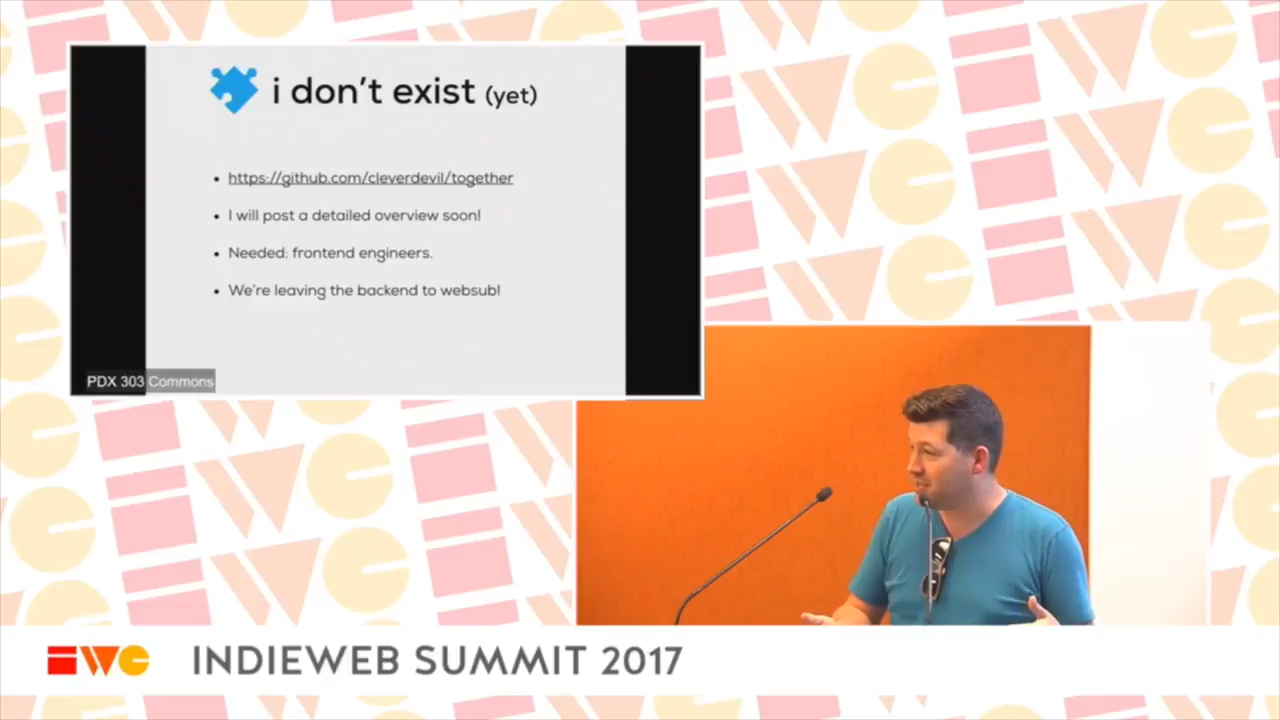 i don't exist (yet)
• https://github.com/cleverdevil/together
• I will post a detailed overview soon!
• Needed: frontend engineers.
• We're leaving the backend to websub!
PDX 303 Commons
INDIEWEB SUMMIT 2017